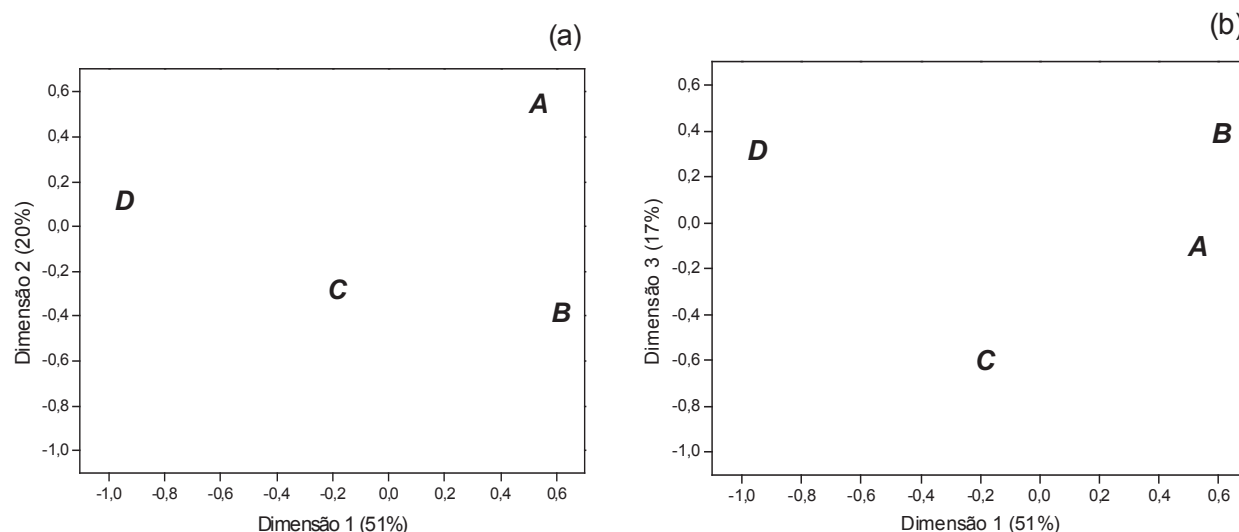 (a)
0,6
0,4
0,2
0,0
-0,2
-0,4
-0,6
-0,8
-1,0
Dimensão 2 (20%)
A
D
C
B
-1,0 -0,8 -0,6 -0,4 -0,2 0,0 0,2 0,4 0,6
Dimensão 1 (51%)
(b)
0,6
0,4
0,2
0,0
-0,2
-0,4
-0,6
-0,8
-1,0
Dimensão 3 (17%)
B
D
A
C
-1,0 -0,8 -0,6 -0,4 -0,2 0,0 0,2 0,4 0,6
Dimensão 1 (51%)